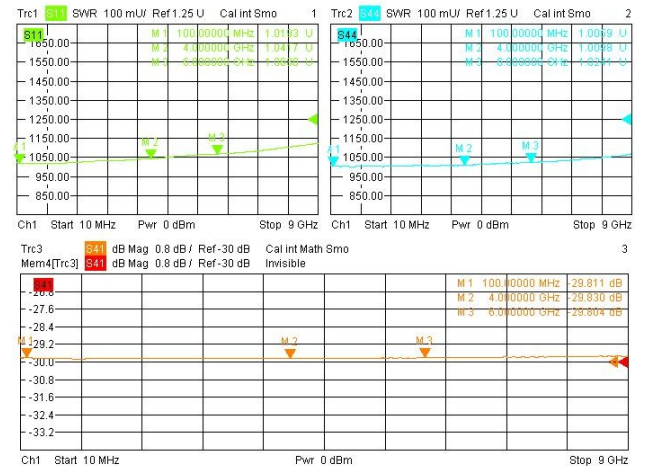 Trc1 S11 SWR 100 mU/ Ref 1.25 U Cal int Smo 1
S11
M 1 100.00000 MHz 1.0193 U
M 2 4.000000 GHz 1.0417 U
M 3
1650.00
1550.00
1450.00
1350.00
1250.00
1150.00
1050.00
950.00
850.00
M 2
M 3
Ch1 Start 10 MHz Pwr 0 dBm Stop 9 GHz
Trc2 S44 SWR 100 mU/ Ref 1.25 U Cal int Smo 2
S44
M 1 100.00000 MHz 1.0059 U
M 2 4.000000 GHz 1.0098 U
M 3
1650.00
1550.00
1450.00
1350.00
1250.00
1150.00
1050.00
950.00
850.00
M 2
M 3
Ch1 Start 10 MHz Pwr 0 dBm Stop 9 GHz
Trc3 S41 dB Mag 0.8 dB / Ref -30 dB Cal int Math Smo 3
Mem4[Trc3] S41 dB Mag 0.8 dB / Ref -30 dB Invisible
S41
M 1 100.00000 MHz -29.811 dB
M 2 4.000000 GHz -29.830 dB
M 3 6.000000 GHz -29.804 dB
-27.6
-28.4
-29.2
-30.0
-30.8
-31.6
-32.4
-33.2
M 1
M 2
M 3
Ch1 Start 10 MHz Pwr 0 dBm Stop 9 GHz